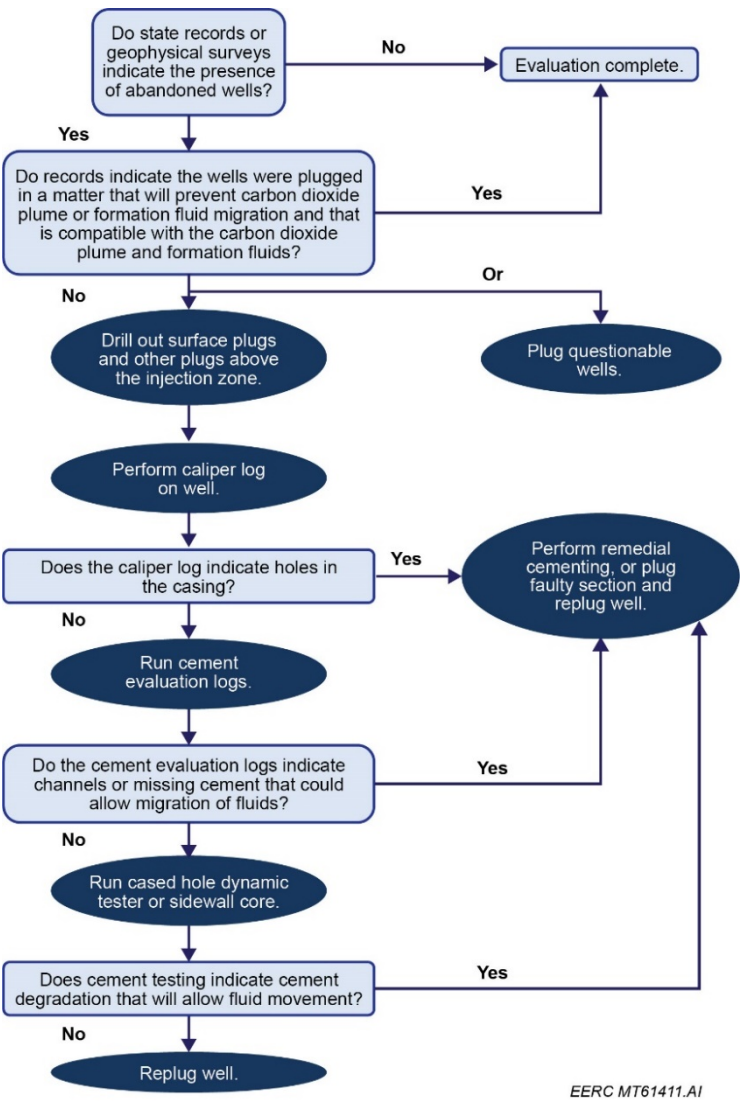 Do state records or
geophysical surveys
indicate the presence
of abandoned wells?
No
Evaluation complete.
Yes
Do records indicate the wells were plugged
in a matter that will prevent carbon dioxide
plume or formation fluid migration and that
is compatible with the carbon dioxide
plume and formation fluids?
Yes
No
Or
Drill out surface plugs
and other plugs above
the injection zone.
Plug questionable
wells.
Perform caliper log
on well.
Does the caliper log indicate holes in
the casing?
Yes
Perform remedial
cementing, or plug
faulty section and
replug well.
No
Run cement
evaluation logs.
Do the cement evaluation logs indicate
channels or missing cement that could
allow migration of fluids?
Yes
No
Run cased hole dynamic
tester or sidewall core.
Does cement testing indicate cement
degradation that will allow fluid movement?
Yes
No
Replug well.
EERC MT61411.AI